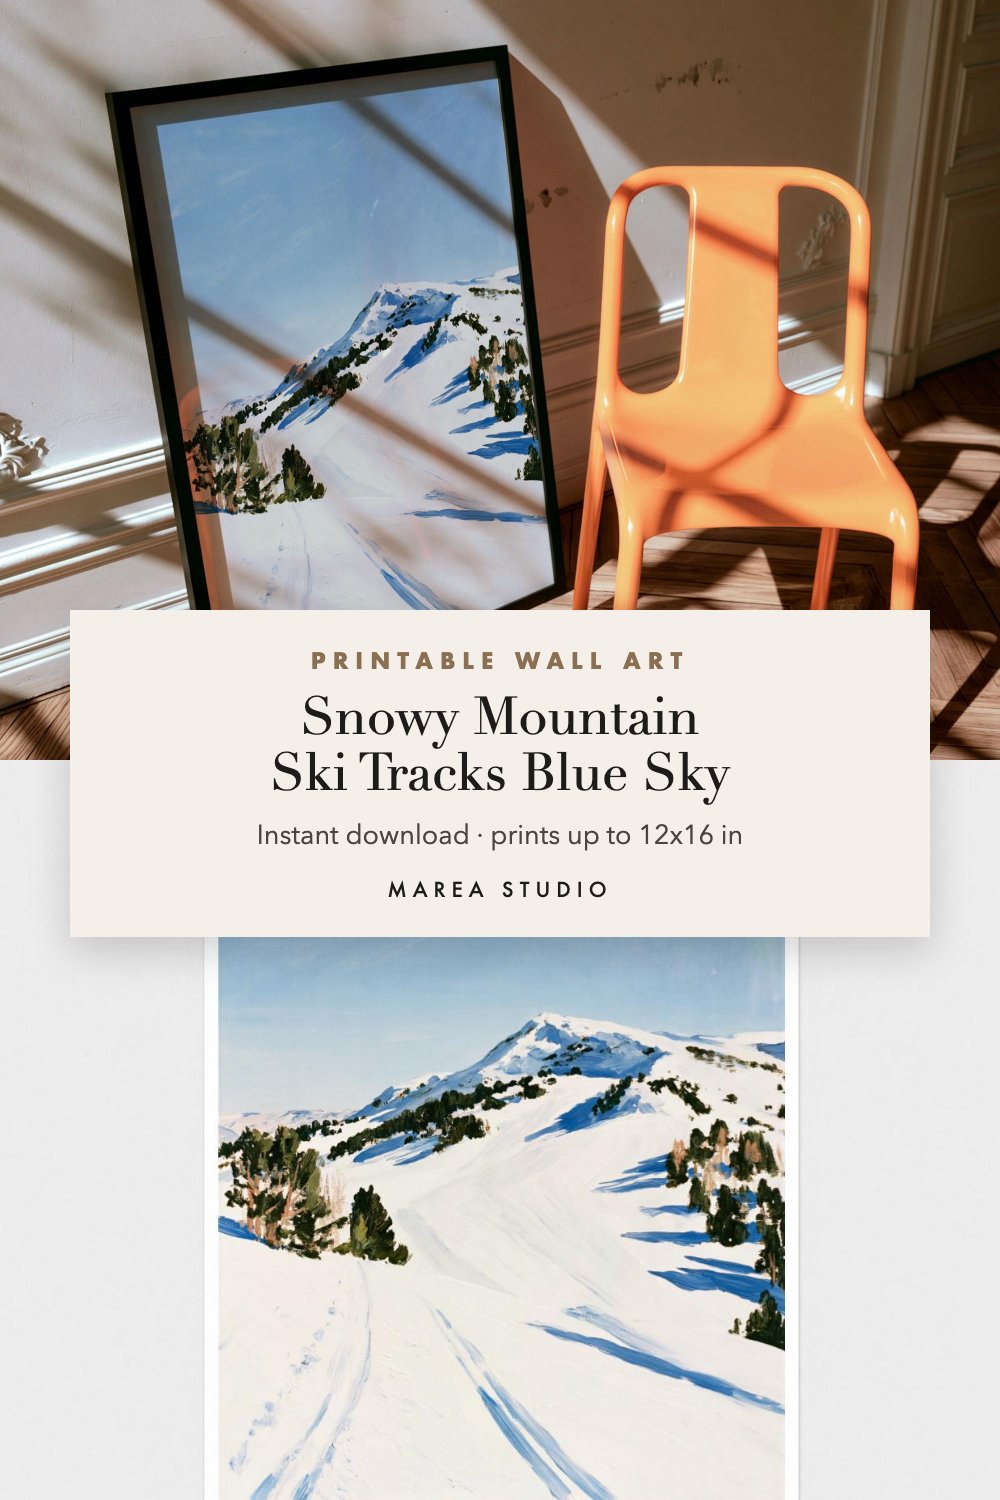 PRINTABLE WALL ART
Snowy Mountain
Ski Tracks Blue Sky
Instant download · prints up to 12x16 in
MAREA STUDIO